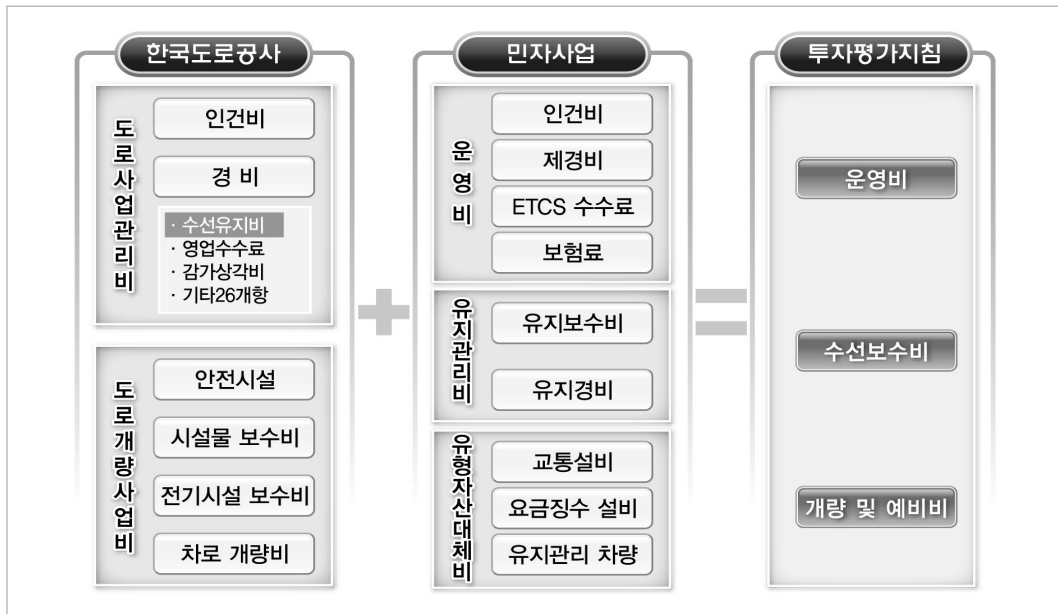 한국도로공사
도로사업관리비
인건비
경 비
· 수선유지비
· 영업수수료
· 감가상각비
· 기타26개항
도로개량사업비
안전시설
시설물 보수비
전기시설 보수비
차로 개량비
+
민자사업
운영비
인건비
제경비
ETCS 수수료
보험료
유지관리비
유지보수비
유지경비
유형자산대체비
교통설비
요금징수 설비
유지관리 차량
=
투자평가지침
운영비
수선보수비
개량 및 예비비